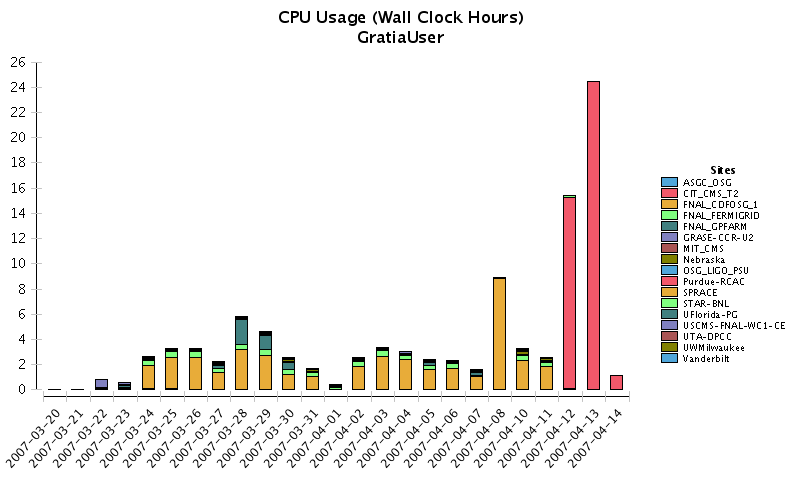 CPU Usage (Wall Clock Hours)
GratiaUser
26
24
22
20
18
16
14
12
10
8
6
4
2
0
2007-03-20
2007-03-21
2007-03-22
2007-03-23
2007-03-24
2007-03-25
2007-03-26
2007-03-27
2007-03-28
2007-03-29
2007-03-30
2007-03-31
2007-04-01
2007-04-02
2007-04-03
2007-04-04
2007-04-05
2007-04-06
2007-04-07
2007-04-08
2007-04-10
2007-04-11
2007-04-12
2007-04-13
2007-04-14
Sites
ASGC_OSG
CIT_CMS_T2
FNAL_CDFOSG_1
FNAL_FERMIGRID
FNAL_GPFARM
GRASE-CCR-U2
MIT_CMS
Nebraska
OSG_LIGO_PSU
Purdue-RCAC
SPRACE
STAR-BNL
UFlorida-PG
USCMS-FNAL-WC1-CE
UTA-DPCC
UWMilwaukee
Vanderbilt